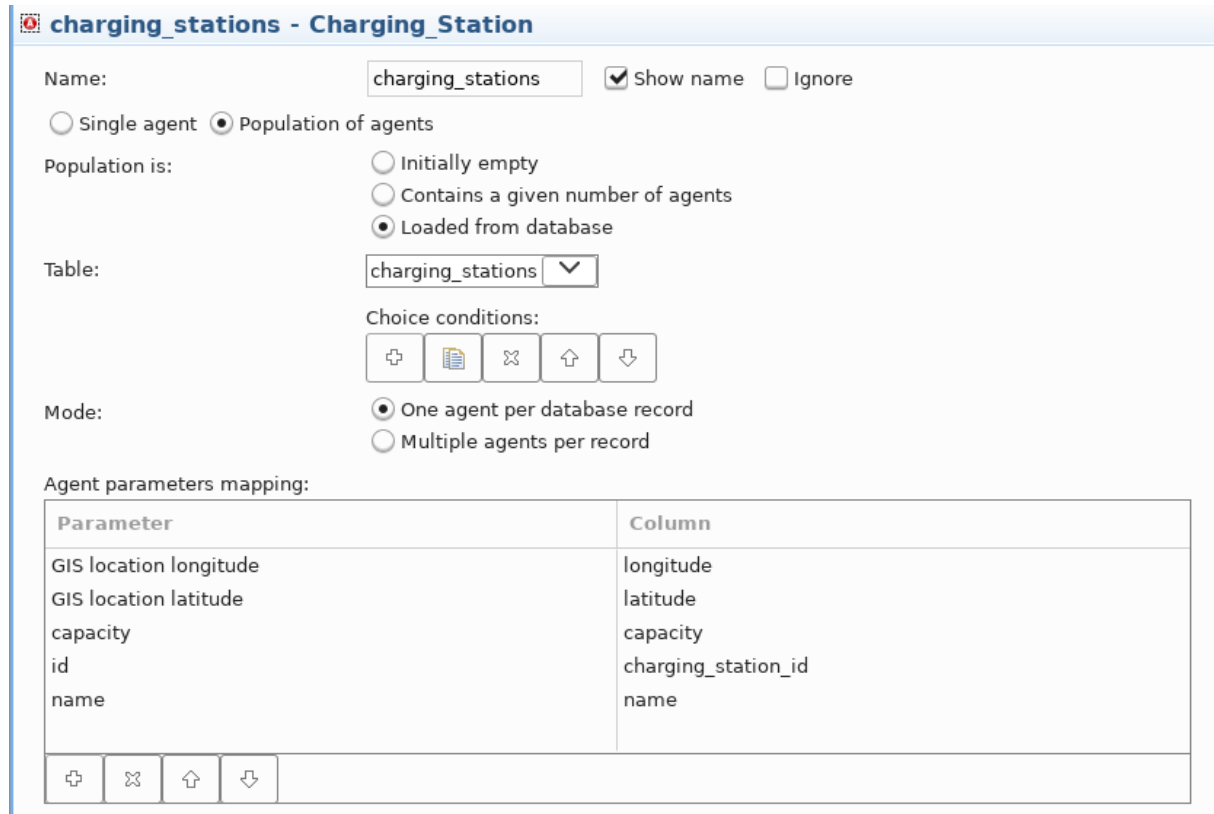 charging_stations - Charging_Station
Name: charging_stations Show name Ignore
Single agent Population of agents
Population is: Initially empty
Contains a given number of agents
Loaded from database
Table: charging_stations
Choice conditions:
Mode: One agent per database record
Multiple agents per record
Agent parameters mapping:
Parameter Column
GIS location longitude longitude
GIS location latitude latitude
capacity capacity
id charging_station_id
name name